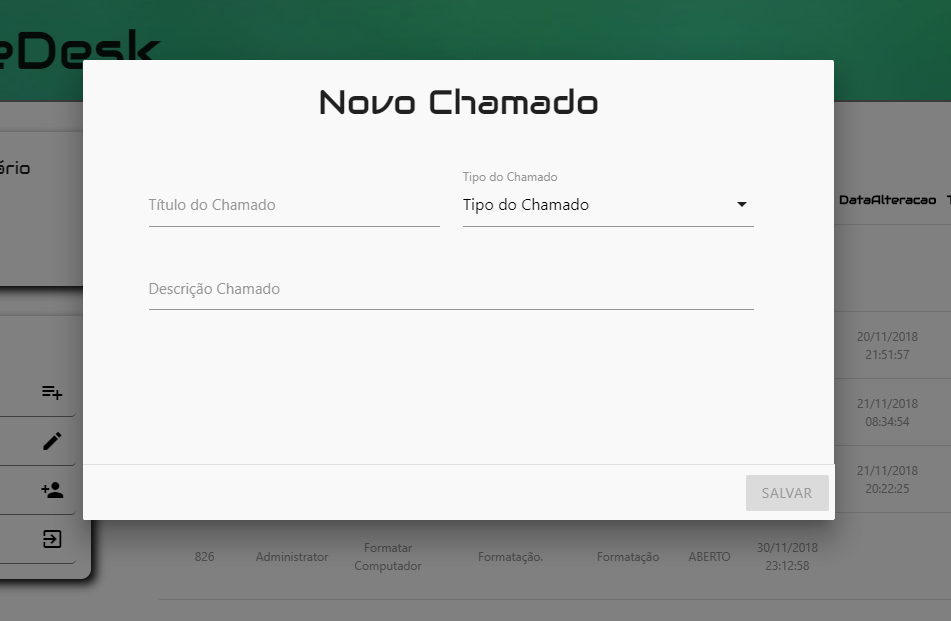 eDesk
Novo Chamado
ário
Tipo do Chamado
Título do Chamado
Tipo do Chamado
DataAlteracao
Descrição Chamado
20/11/2018
21:51:57
21/11/2018
08:34:54
21/11/2018
20:22:25
SALVAR
826
Administrator
Formatar
Computador
Formatação.
Formatação
ABERTO
30/11/2018
23:12:58